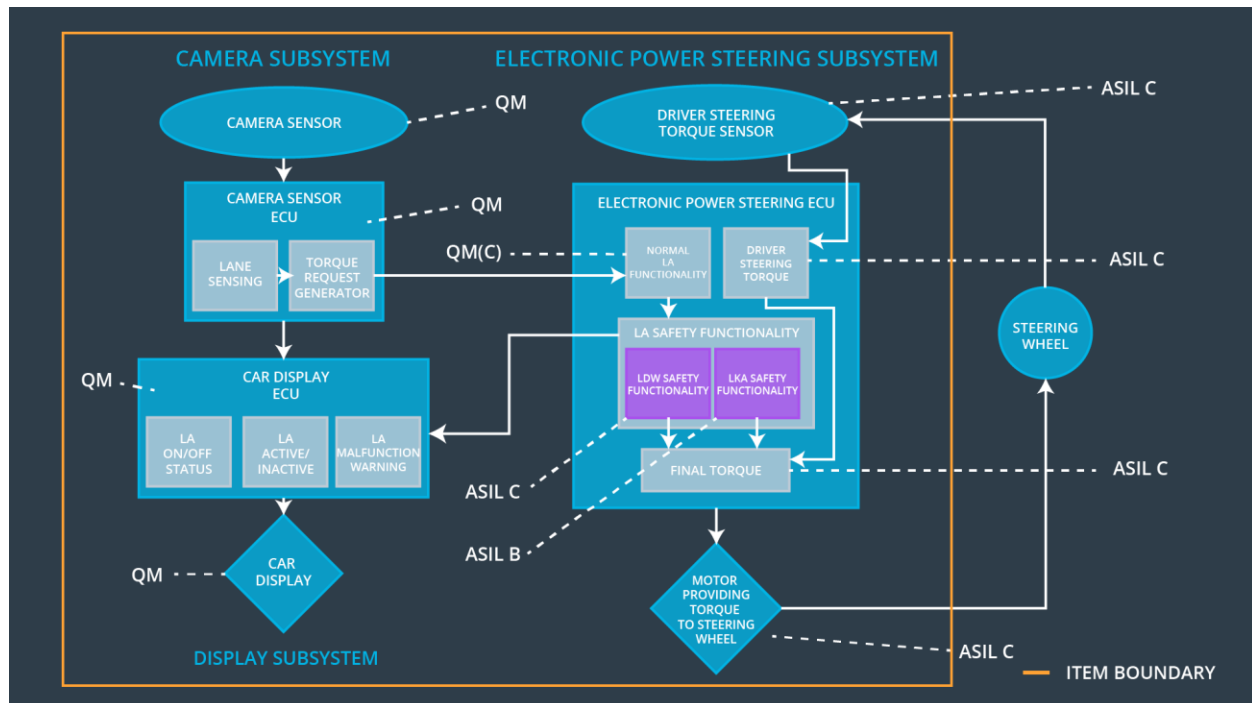 CAMERA SUBSYSTEM
ELECTRONIC POWER STEERING SUBSYSTEM
CAMERA SENSOR
QM
DRIVER STEERING
TORQUE SENSOR
ASIL C
CAMERA SENSOR
ECU
QM
LANE
SENSING
TORQUE
REQUEST
GENERATOR
QM(C)
ELECTRONIC POWER STEERING ECU
NORMAL
LA
FUNCTIONALITY
DRIVER
STEERING
TORQUE
ASIL C
STEERING
WHEEL
LA SAFETY FUNCTIONALITY
LDW SAFETY
FUNCTIONALITY
LKA SAFETY
FUNCTIONALITY
QM
CAR DISPLAY
ECU
LA
ON/OFF
STATUS
LA
ACTIVE/
INACTIVE
LA
MALFUNCTION
WARNING
FINAL TORQUE
ASIL C
ASIL C
ASIL B
QM
CAR
DISPLAY
MOTOR
PROVIDING
TORQUE
TO STEERING
WHEEL
ASIL C
DISPLAY SUBSYSTEM
ITEM BOUNDARY